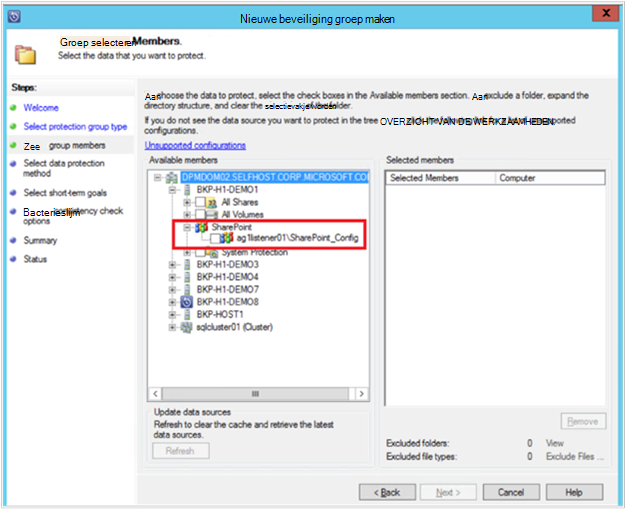 Nieuwe beveiliging groep maken
X
Groep selecteren Members.
Select the data that you want to protect.
Steps:
Welcome
Select protection group type
Zee group members
Select data protection
method
Select short-term goals
Bacterieslijm consistency check
options
Summary
Status
Aan choose the data to protect, select the check boxes in the Available members section. Aan exclude a folder, expand the
directory structure, and clear the selectievakje worden folder.
If you do not see the data source you want to protect in the tree OVERZICHT VAN DE WERKZAAMHEDEN
configurations.
Unsupported configurations
Available members
DPMDOM02.SELFHOST.CORP.MICROSOFT.CO
BKP-H1-DEMO1
All Shares
All Volumes
SharePoint
ag1listener01\SharePoint_Config
System Protection
BKP-H1-DEMO3
BKP-H1-DEMO4
BKP-H1-DEMO7
BKP-H1-DEMO8
BKP-HOST1
sqlcluster01 (Cluster)
Update data sources
Refresh to clear the cache and retrieve the latest
data sources.
Refresh
Selected members
Selected Members Computer
Remove
Excluded folders: 0 View
Excluded file types: 0 Exclude Files ...
< Back Next > Cancel Help